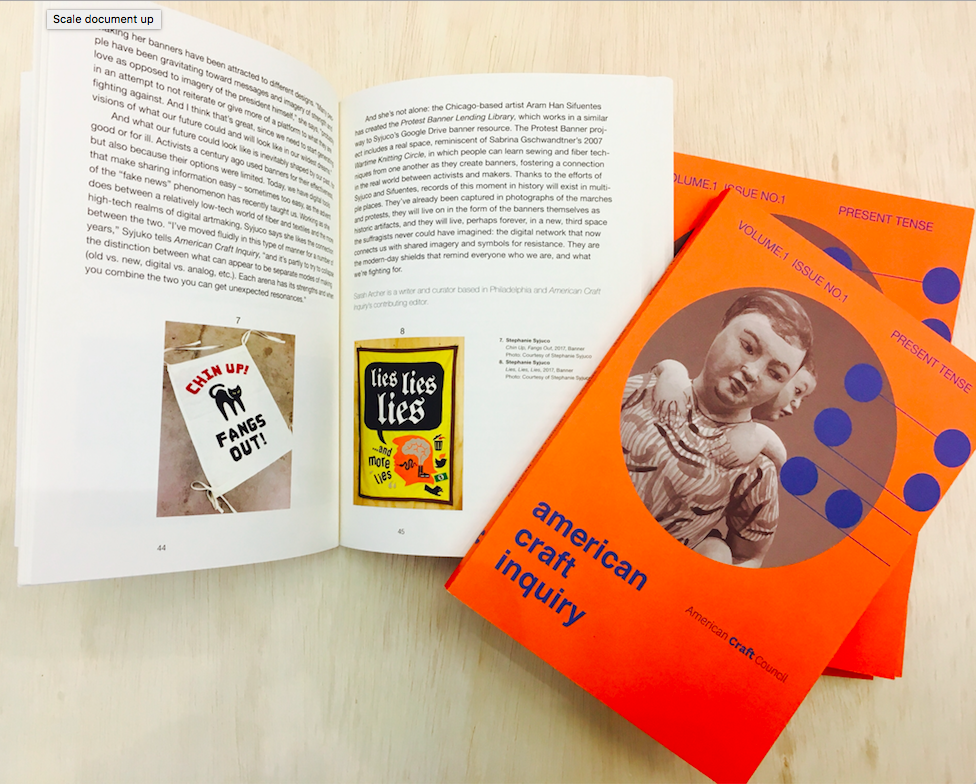 Scale document up
making her banners have been attracted to different designs. "Many peo-
ple have been gravitating toward messages and imagery of strength and
love as opposed to imagery of the president himself," she says, "probably
in an attempt to not reiterate or give more of a platform to what they are
fighting against. And I think that's great, since we need to start generating
visions of what our future could and will look like in our wildest dreams."
And what our future could look like is inevitably shaped by our past, for
good or for ill. Activists a century ago used banners for their effectiveness
but also because their options were limited. Today, we have digital tools
that make sharing information easy – sometimes too easy, as the advent
of the "fake news" phenomenon has recently taught us. Working as she
does between a relatively low-tech world of fiber and textiles and the more
high-tech realms of digital artmaking, Syjuco says she likes the connection
between the two. "I've moved fluidly in this type of manner for a number of
years," Syjuko tells American Craft Inquiry, "and it's partly to try to collapse
the distinction between what can appear to be separate modes of making
(old vs. new, digital vs. analog, etc.). Each arena has its strengths and when
you combine the two you can get unexpected resonances."
7
CHIN UP!
FANGS
OUT!
44
And she's not alone: the Chicago-based artist Aram Han Sifuentes
has created the Protest Banner Lending Library, which works in a similar
way to Syjuco's Google Drive banner resource. The Protest Banner proj-
ect includes a real space, reminiscent of Sabrina Gschwandtner's 2007
Wartime Knitting Circle, in which people can learn sewing and fiber tech-
niques from one another as they create banners, fostering a connection
in the real world between activists and makers. Thanks to the efforts of
Syjuco and Sifuentes, records of this moment in history will exist in multi-
ple places. They've already been captured in photographs of the marches
and protests, they will live on in the form of the banners themselves as
historic artifacts, and they will live, perhaps forever, in a new, third space
the suffragists never could have imagined: the digital network that now
connects us with shared imagery and symbols for resistance. They are
the modern-day shields that remind everyone who we are, and what
we're fighting for.
Sarah Archer is a writer and curator based in Philadelphia and American Craft
Inquiry's contributing editor.
8
lies lies
lies
...and
more
lies
7. Stephanie Syjuco
Chin Up, Fangs Out, 2017, Banner
Photo: Courtesy of Stephanie Syjuco
8. Stephanie Syjuco
Lies, Lies, Lies, 2017, Banner
Photo: Courtesy of Stephanie Syjuco
45
VOLUME.1 ISSUE NO.1
PRESENT TENSE
VOLUME.1 ISSUE NO.1
PRESENT TENSE
american
craft
inquiry
American Craft Council